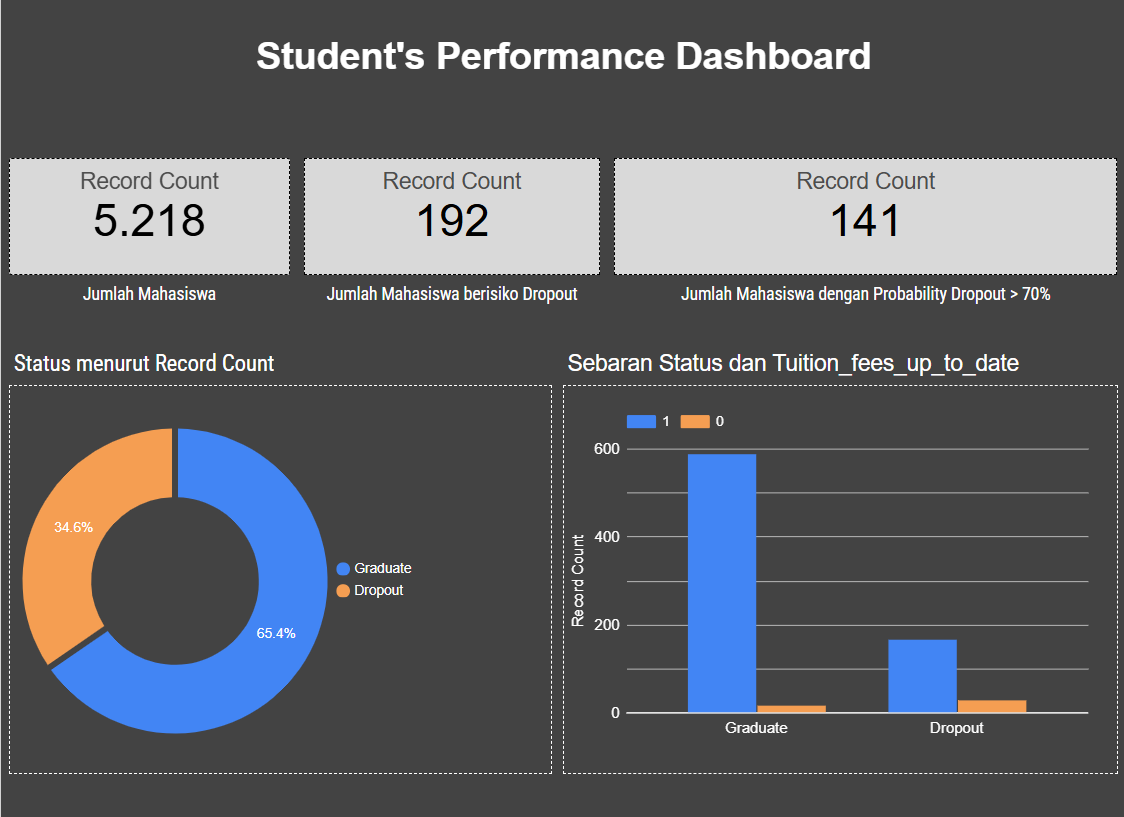 Student's Performance Dashboard
Record Count
5.218
Jumlah Mahasiswa
Record Count
192
Jumlah Mahasiswa berisiko Dropout
Record Count
141
Jumlah Mahasiswa dengan Probability Dropout > 70%
Status menurut Record Count
34.6%
65.4%
Graduate
Dropout
Sebaran Status dan Tuition_fees_up_to_date
1 0
Record Count
600
400
200
0
Graduate Dropout